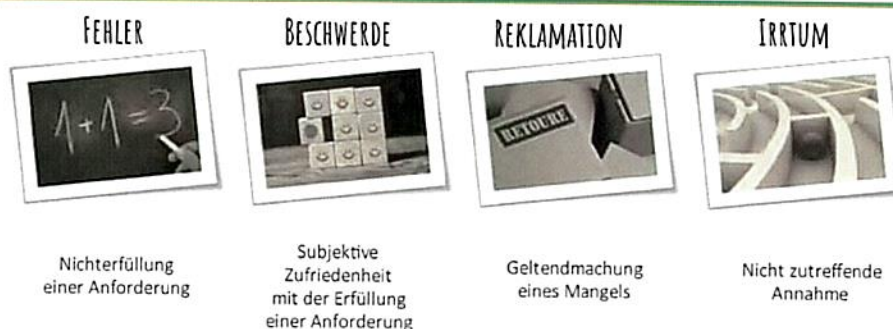 FEHLER
BESCHWERDE
REKLAMATION
IRRTUM
1+1=3
RETOURE
Nichterfüllung
einer Anforderung
Subjektive
Zufriedenheit
mit der Erfüllung
einer Anforderung
Geltendmachung
eines Mangels
Nicht zutreffende
Annahme